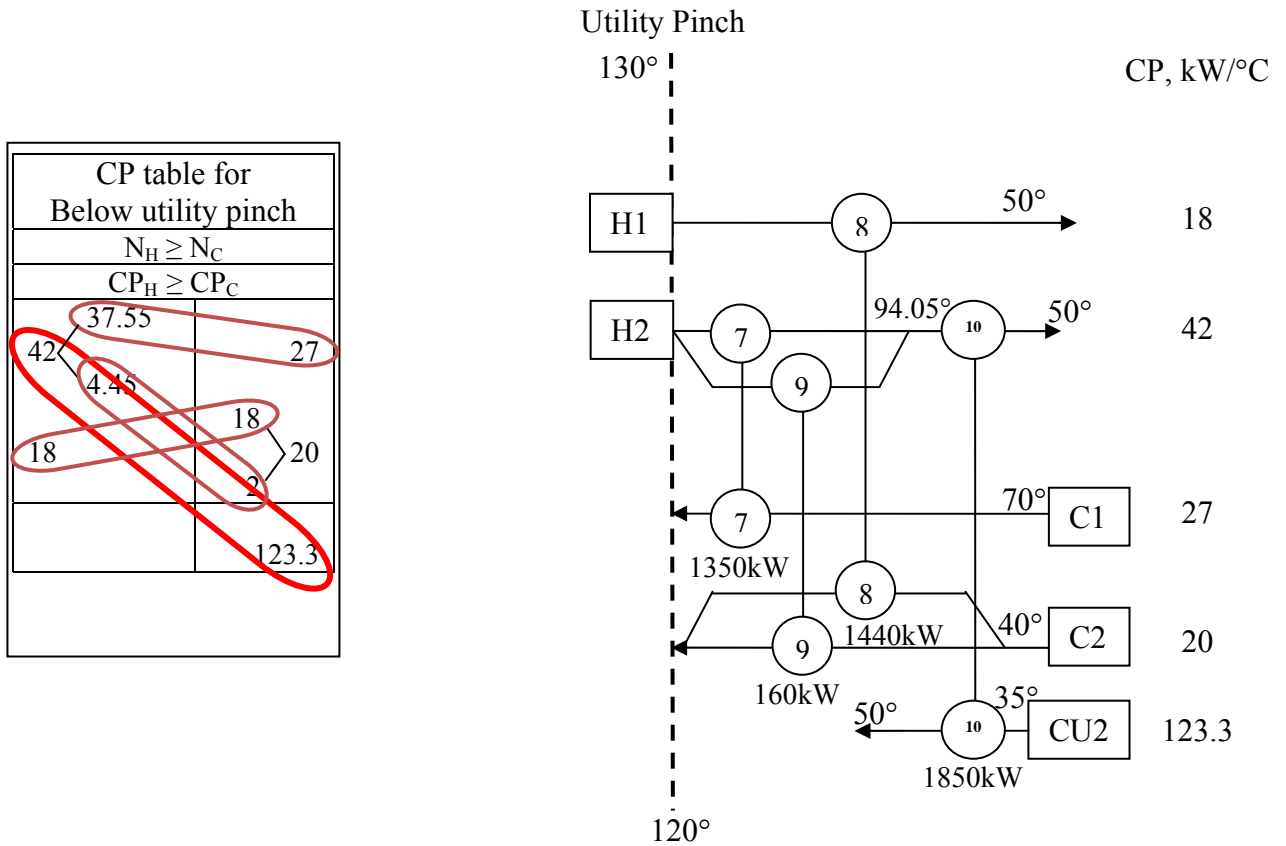 Utility Pinch
130°
CP, kW/°C
CP table for
Below utility pinch
N_H ≥ N_C
CP_H ≥ CP_C
37.55
42
27
4.45
18
18
20
2
123.3
H1
8
50°
18
H2
7
94.05°
10
50°
42
9
7
70°
C1
27
1350kW
8
1440kW
9
40°
C2
20
160kW
50°
10
35°
CU2
123.3
1850kW
120°